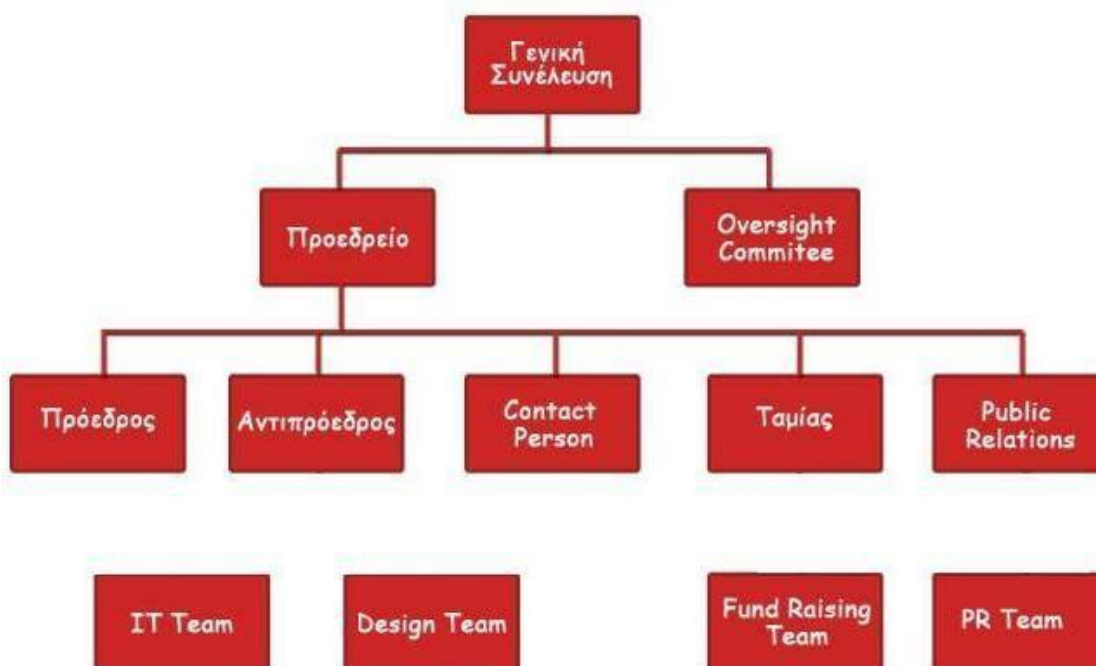 Γενική
Συνέλευση
Προεδρείο
Oversight
Commitee
Πρόεδρος
Αντιπρόεδρος
Contact
Person
Ταμίας
Public
Relations
IT Team
Design Team
Fund Raising
Team
PR Team